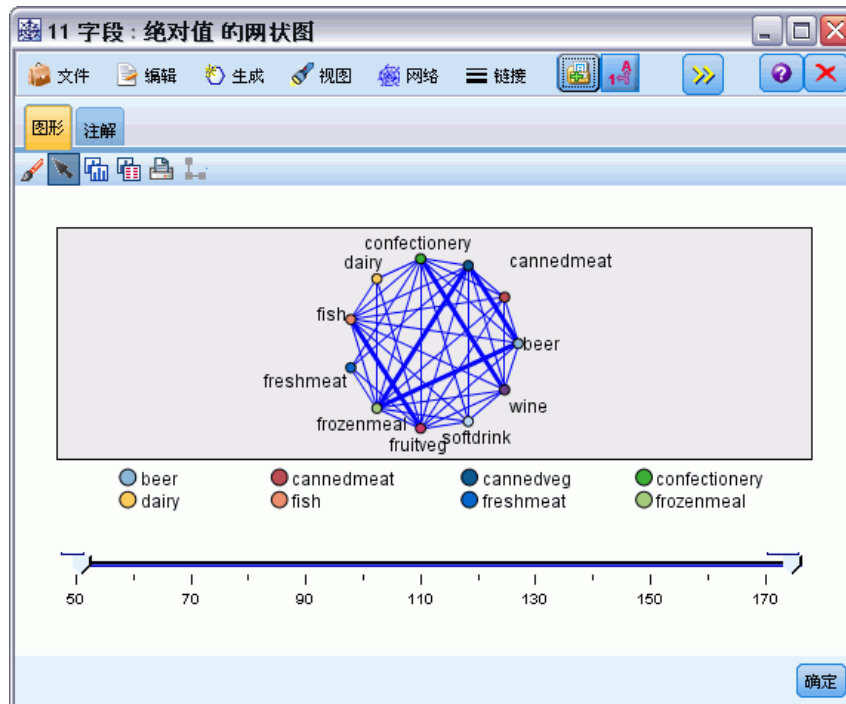 11 字段 : 绝对值 的网状图
文件 编辑 生成 视图 网络 链接
图形 注解
confectionery
dairy cannedmeat
fish
beer
freshmeat
wine
frozenmeal
softdrink
fruitveg
beer cannedmeat cannedveg confectionery
dairy fish freshmeat frozenmeal
50 70 90 110 130 150 170
确定